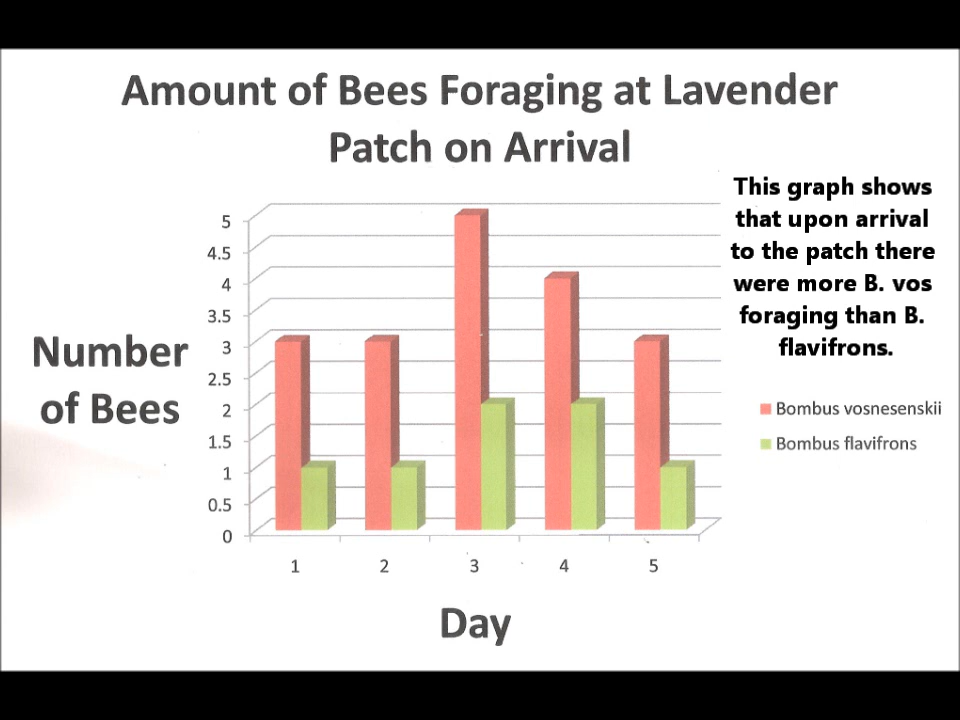 Amount of Bees Foraging at Lavender
Patch on Arrival
This graph shows
that upon arrival
to the patch there
were more B. vos
foraging than B.
flavifrons.
Number
of Bees
5
4.5
4
3.5
3
2.5
2
1.5
1
0.5
0
1 2 3 4 5
Day
Bombus vosnesenskii
Bombus flavifrons